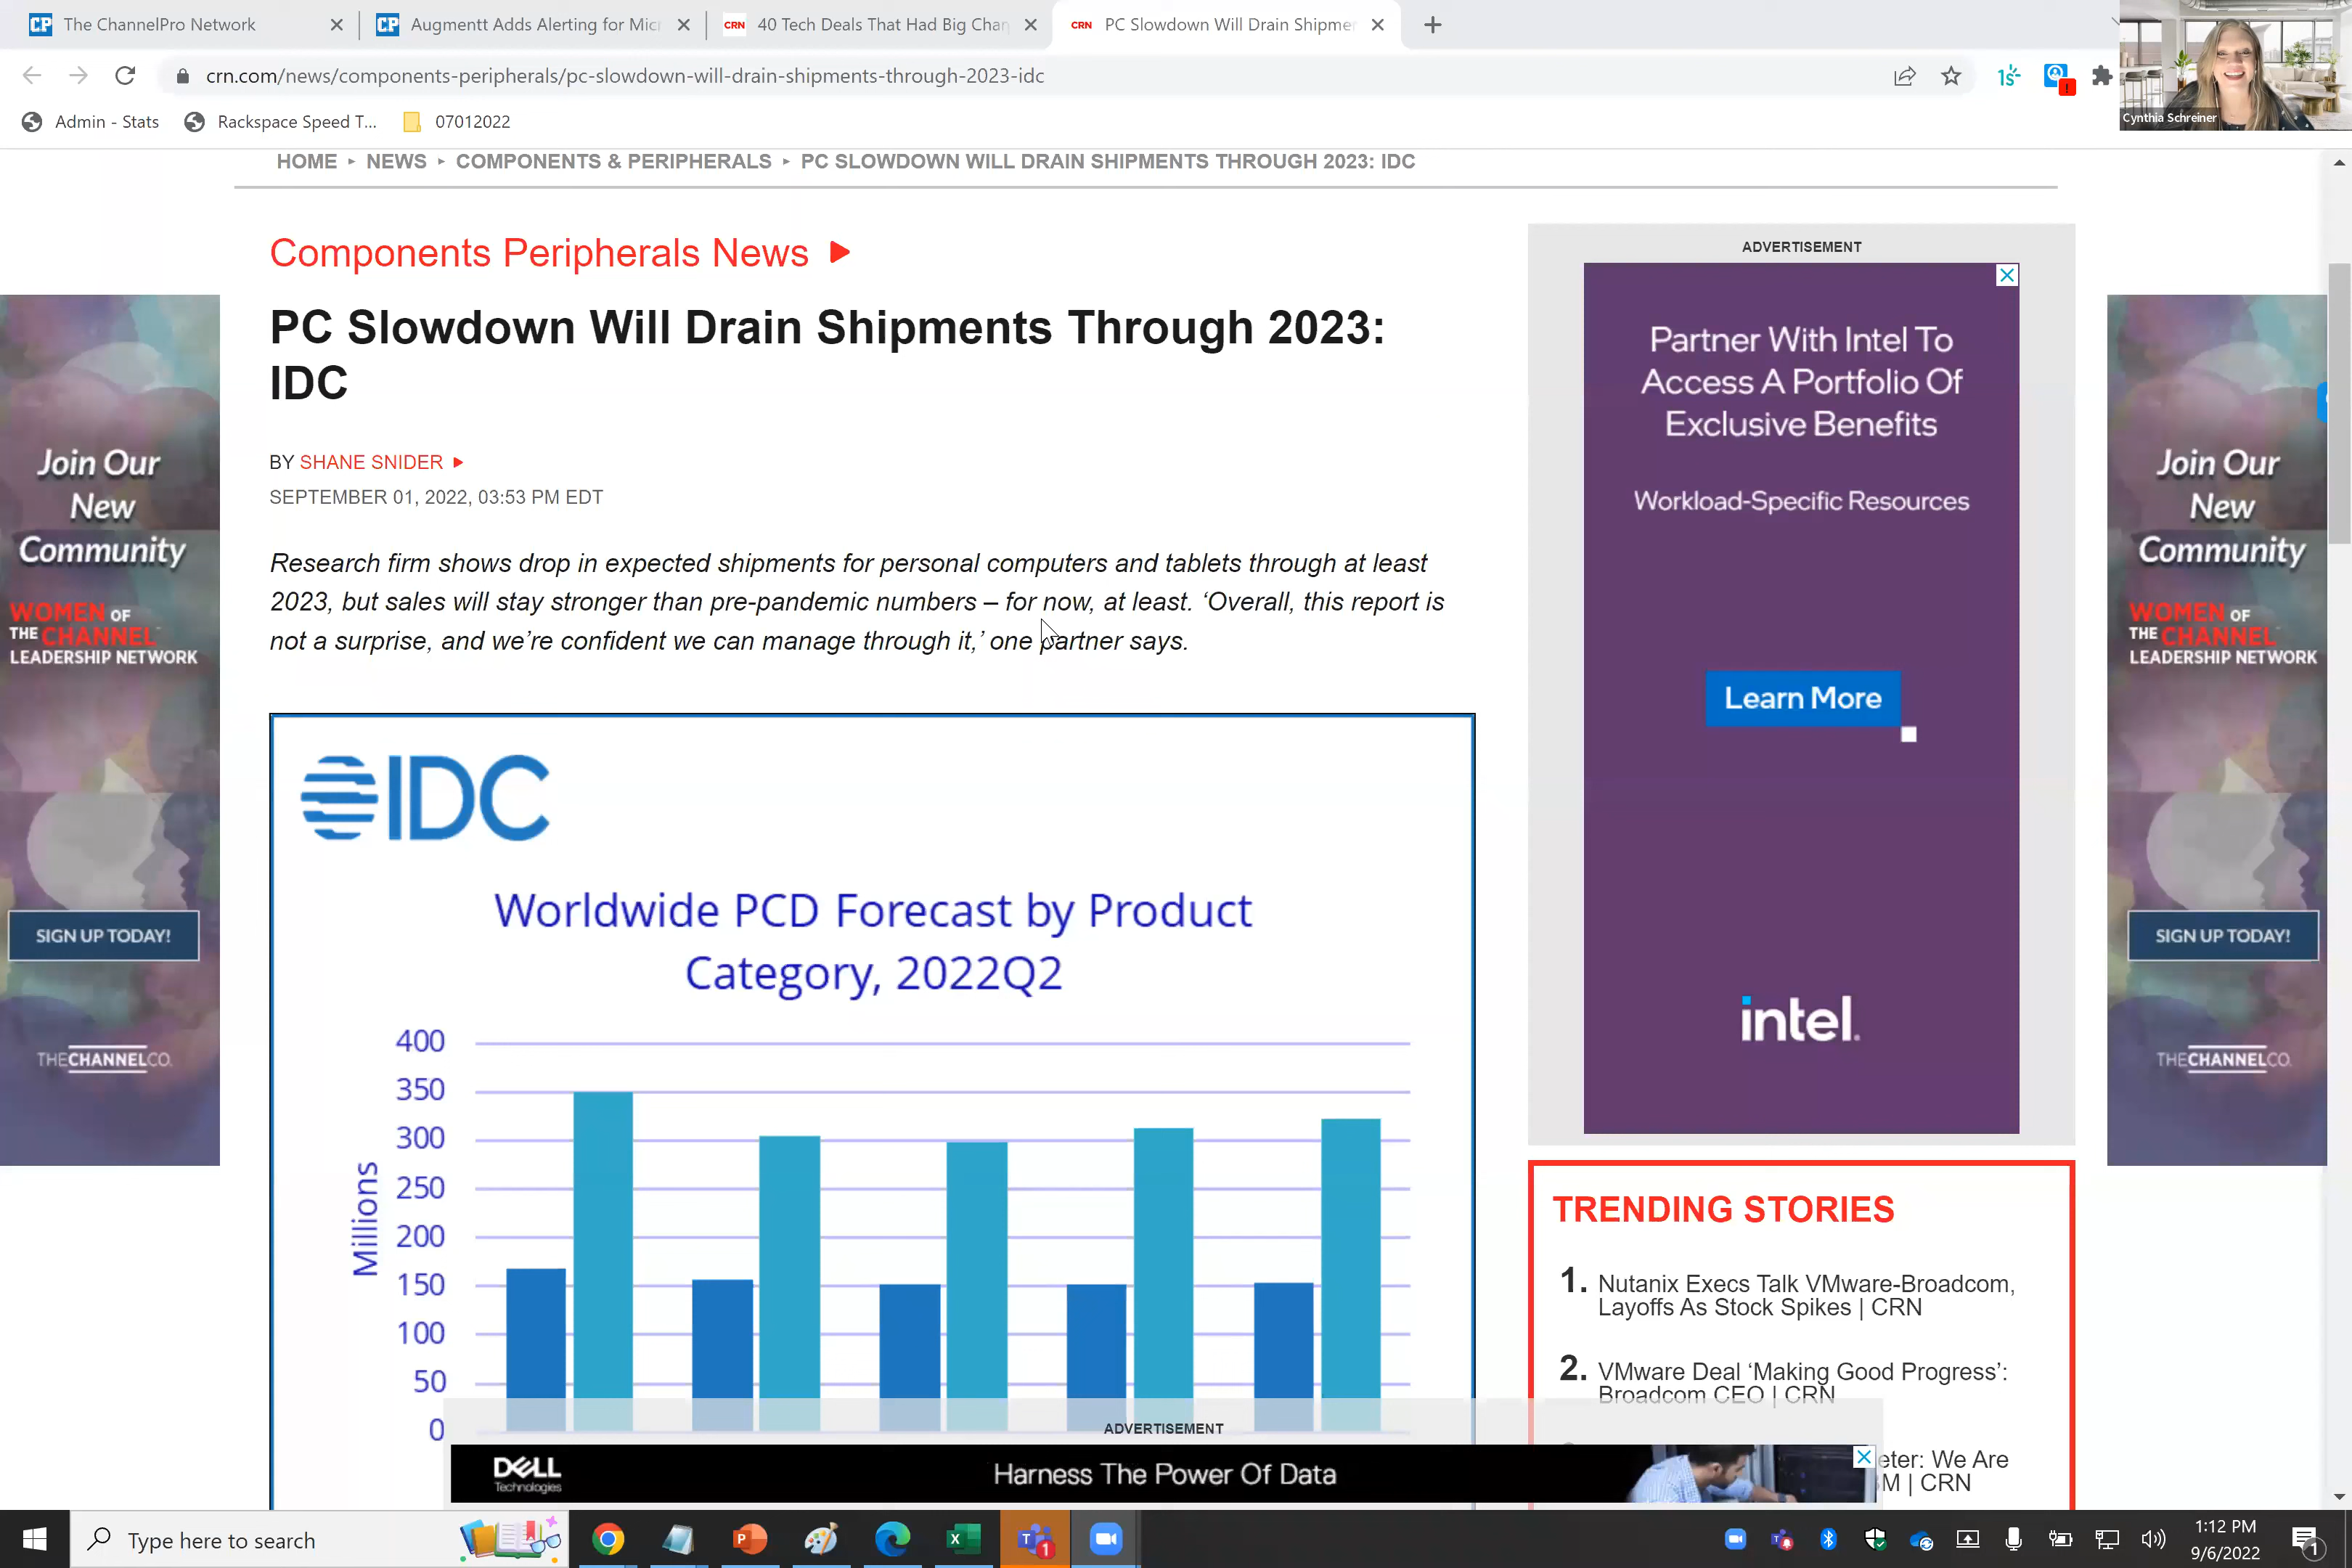 The ChannelPro Network
Augmentt Adds Alerting for Micr
CRN 40 Tech Deals That Had Big Chan
CRN PC Slowdown Will Drain Shipmen
crn.com/news/components-peripherals/pc-slowdown-will-drain-shipments-through-2023-idc
Cynthia Schreiner
Admin - Stats
Rackspace Speed T...
07012022
HOME ▸ NEWS ▸ COMPONENTS & PERIPHERALS ▸ PC SLOWDOWN WILL DRAIN SHIPMENTS THROUGH 2023: IDC
Components Peripherals News
PC Slowdown Will Drain Shipments Through 2023:
IDC
BY SHANE SNIDER
SEPTEMBER 01, 2022, 03:53 PM EDT
Research firm shows drop in expected shipments for personal computers and tablets through at least
2023, but sales will stay stronger than pre-pandemic numbers – for now, at least. ‘Overall, this report is
not a surprise, and we’re confident we can manage through it,’ one partner says.
IDC
Worldwide PCD Forecast by Product
Category, 2022Q2
Millions
400
350
300
250
200
150
100
50
0
Join Our
New
Community
WOMEN OF
THE CHANNEL
LEADERSHIP NETWORK
SIGN UP TODAY!
THECHANNELCO.
ADVERTISEMENT
Partner With Intel To
Access A Portfolio Of
Exclusive Benefits
Workload-Specific Resources
Learn More
intel.
TRENDING STORIES
1. Nutanix Execs Talk VMware-Broadcom,
Layoffs As Stock Spikes | CRN
2. VMware Deal ‘Making Good Progress’:
Broadcom CEO | CRN
eter: We Are
M | CRN
Join Our
New
Community
WOMEN OF
THE CHANNEL
LEADERSHIP NETWORK
SIGN UP TODAY!
THECHANNELCO.
ADVERTISEMENT
DELL
Technologies
Harness The Power Of Data
Type here to search
1:12 PM
9/6/2022